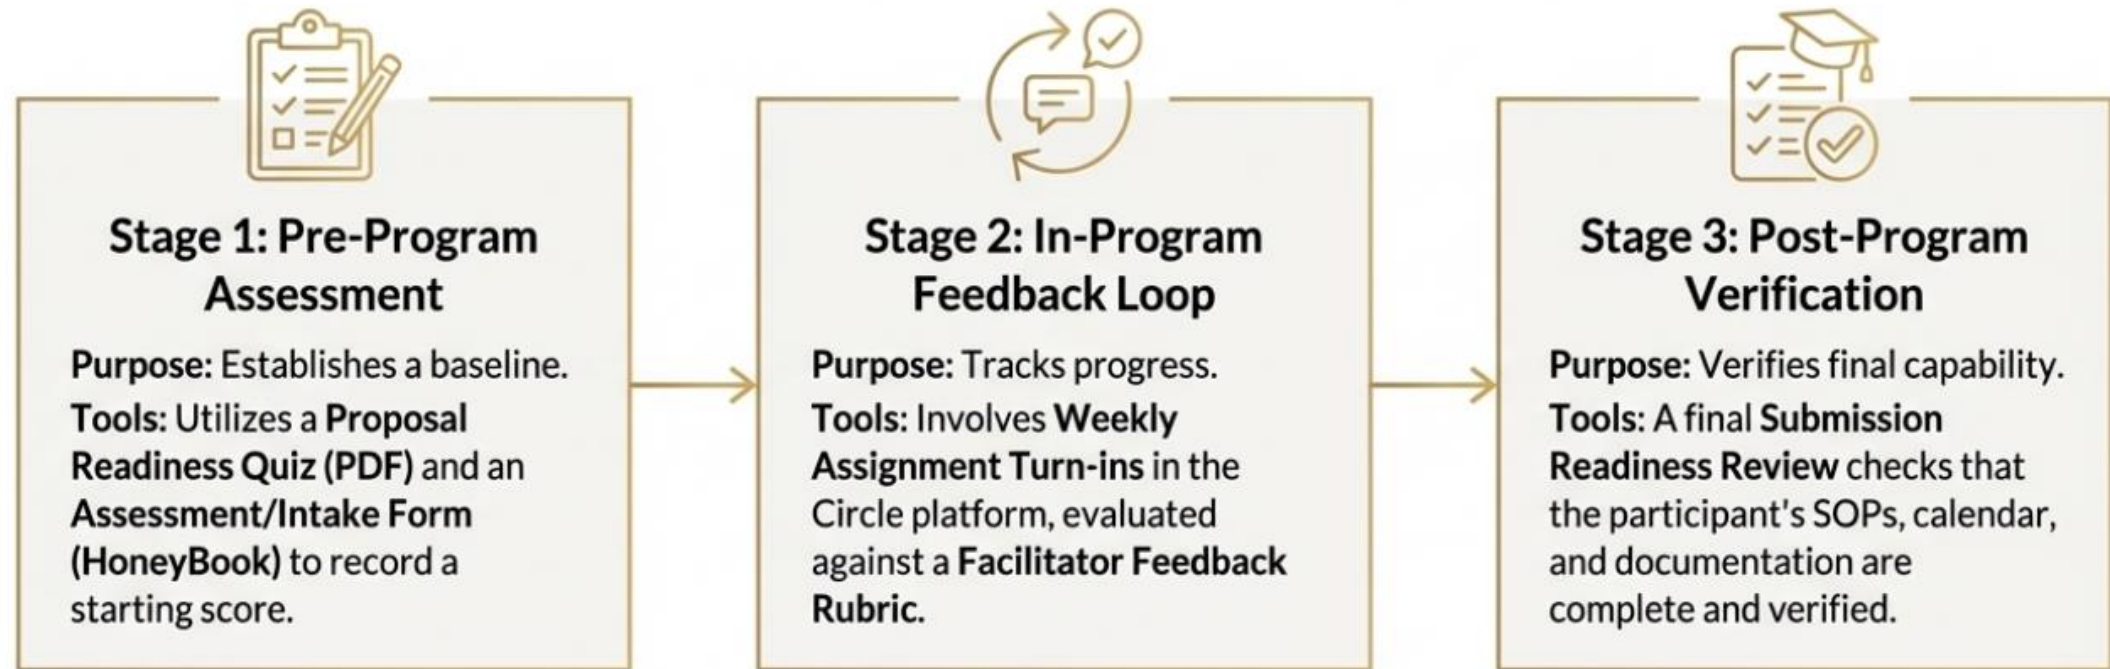 Stage 1: Pre-Program
Assessment
Purpose: Establishes a baseline.
Tools: Utilizes a Proposal
Readiness Quiz (PDF) and an
Assessment/Intake Form
(HoneyBook) to record a
starting score.
Stage 2: In-Program
Feedback Loop
Purpose: Tracks progress.
Tools: Involves Weekly
Assignment Turn-ins in the
Circle platform, evaluated
against a Facilitator Feedback
Rubric.
Stage 3: Post-Program
Verification
Purpose: Verifies final capability.
Tools: A final Submission
Readiness Review checks that
the participant's SOPs, calendar,
and documentation are
complete and verified.